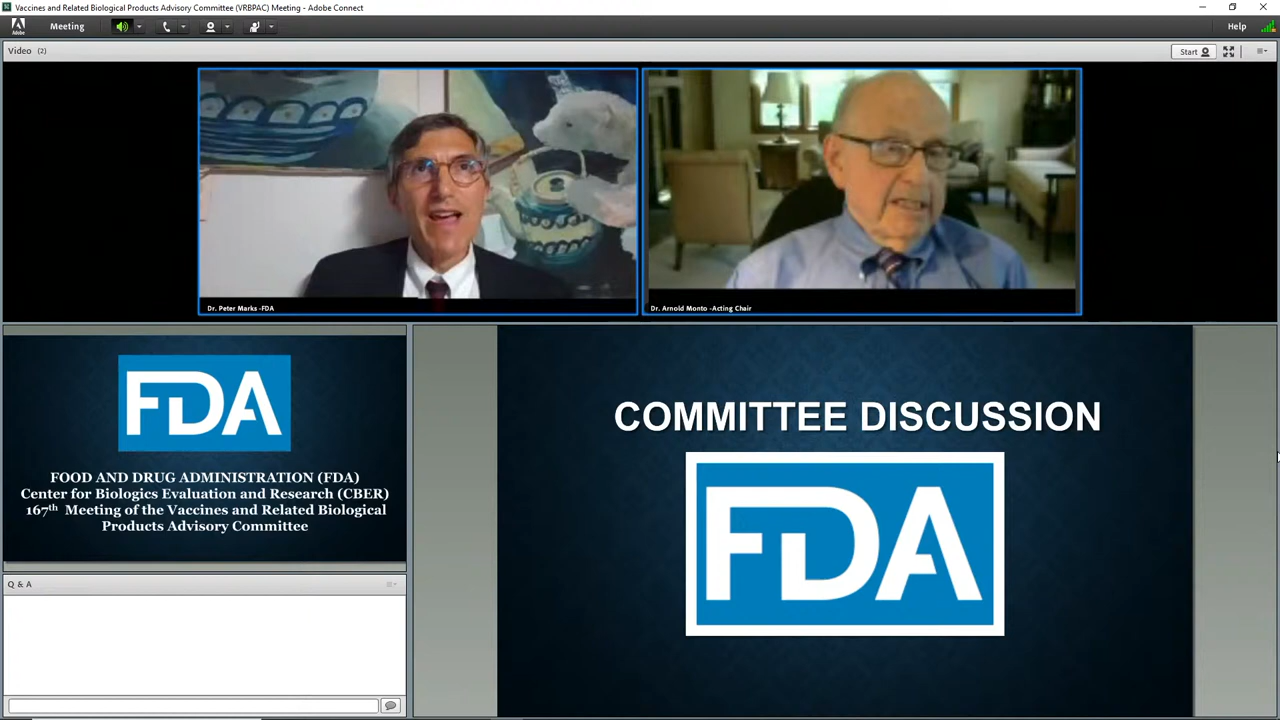 Vaccines and Related Biological Products Advisory Committee (VRBPAC) Meeting - Adobe Connect
Adobe
Meeting
Help
Video (2)
Start
Dr. Peter Marks -FDA
Dr. Arnold Monto -Acting Chair
FDA
FOOD AND DRUG ADMINISTRATION (FDA)
Center for Biologics Evaluation and Research (CBER)
167th Meeting of the Vaccines and Related Biological
Products Advisory Committee
Q & A
COMMITTEE DISCUSSION
FDA